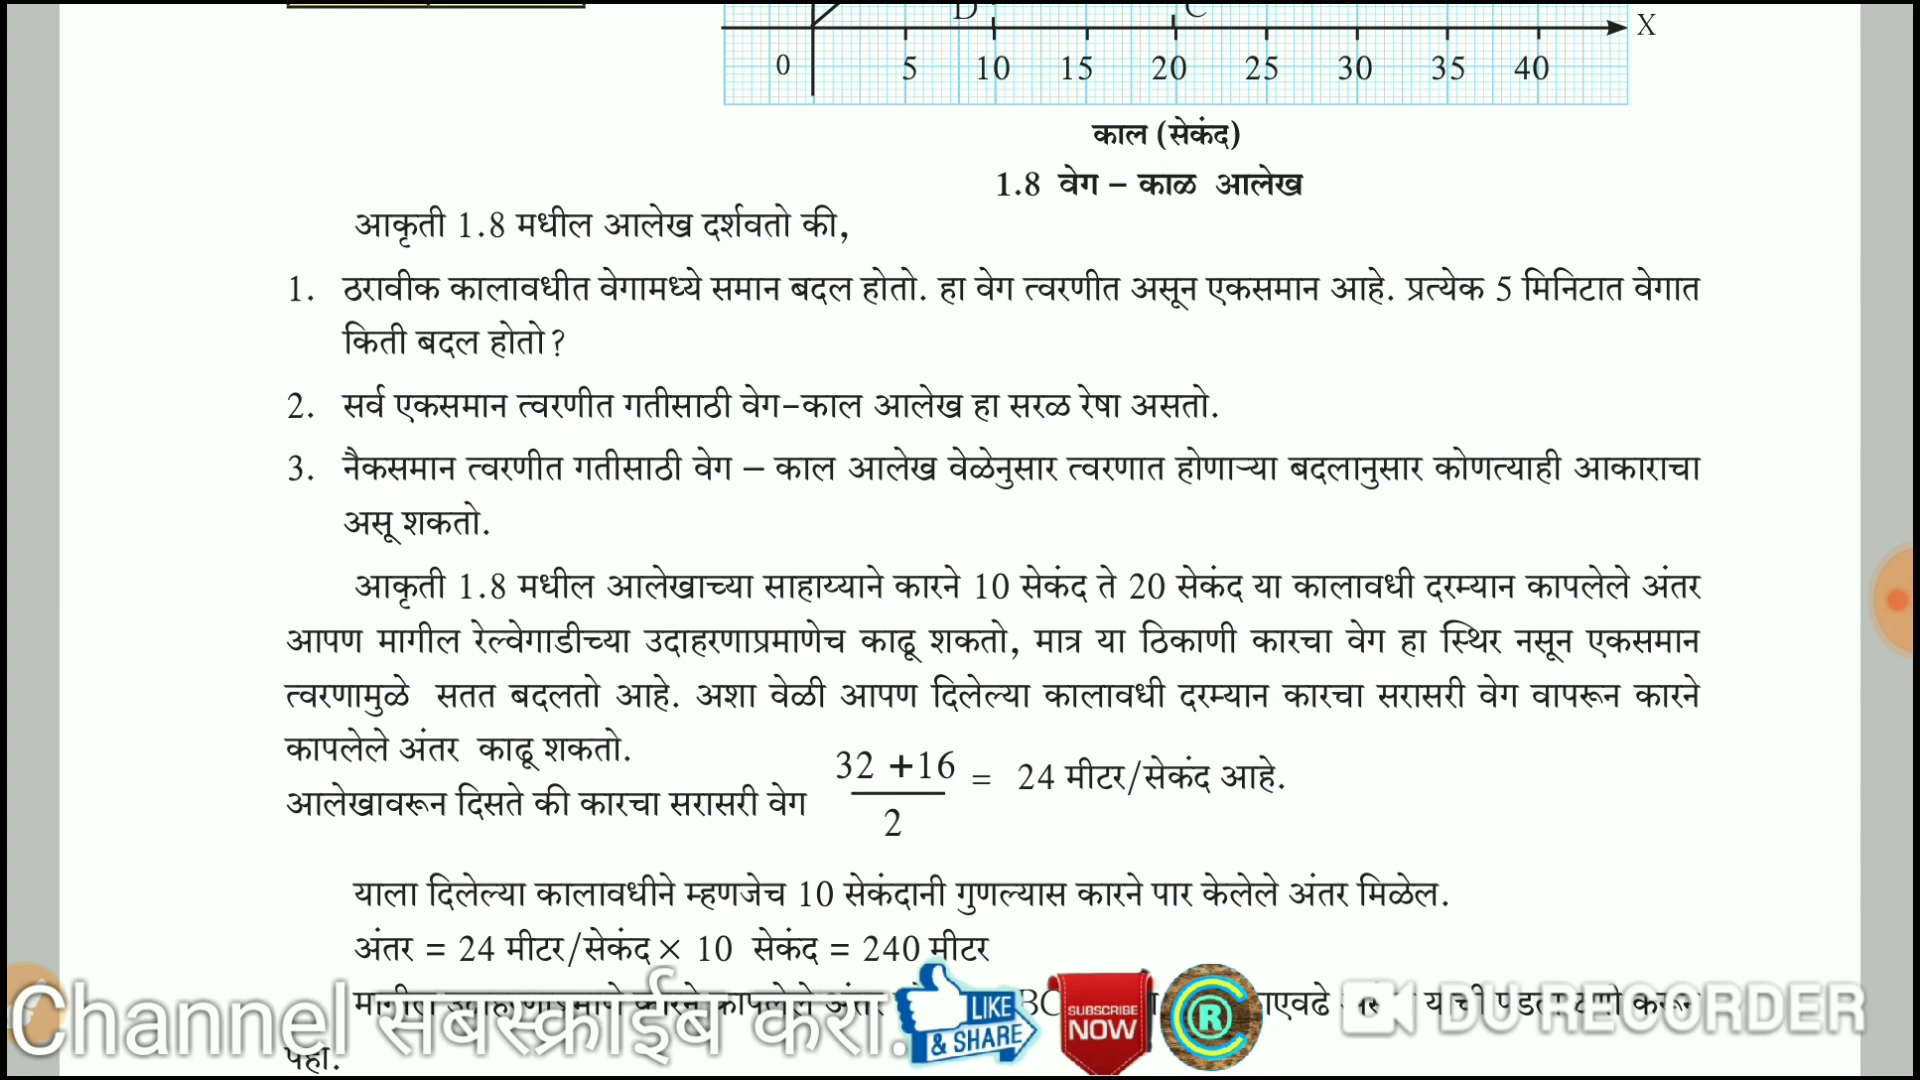 D C
X
0 5 10 15 20 25 30 35 40
काल (सेकंद)
1.8 वेग – काळ आलेख
आकृती 1.8 मधील आलेख दर्शवतो की,
1. ठरावीक कालावधीत वेगामध्ये समान बदल होतो. हा वेग त्वरणीत असून एकसमान आहे. प्रत्येक 5 मिनिटात वेगात
किती बदल होतो?
2. सर्व एकसमान त्वरणीत गतीसाठी वेग-काल आलेख हा सरळ रेषा असतो.
3. नैकसमान त्वरणीत गतीसाठी वेग – काल आलेख वेळेनुसार त्वरणात होणाऱ्या बदलानुसार कोणत्याही आकाराचा
असू शकतो.
आकृती 1.8 मधील आलेखाच्या साहाय्याने कारने 10 सेकंद ते 20 सेकंद या कालावधी दरम्यान कापलेले अंतर
आपण मागील रेल्वेगाडीच्या उदाहरणाप्रमाणेच काढू शकतो, मात्र या ठिकाणी कारचा वेग हा स्थिर नसून एकसमान
त्वरणामुळे सतत बदलतो आहे. अशा वेळी आपण दिलेल्या कालावधी दरम्यान कारचा सरासरी वेग वापरून कारने
कापलेले अंतर काढू शकतो.
आलेखावरून दिसते की कारचा सरासरी वेग 32 +16 / 2 = 24 मीटर/सेकंद आहे.
याला दिलेल्या कालावधीने म्हणजेच 10 सेकंदानी गुणल्यास कारने पार केलेले अंतर मिळेल.
अंतर = 24 मीटर/सेकंद × 10 सेकंद = 240 मीटर
पहा.
Channel सबस्क्राईब करा.
LIKE
& SHARE
SUBSCRIBE
NOW
R
DU RECORDER